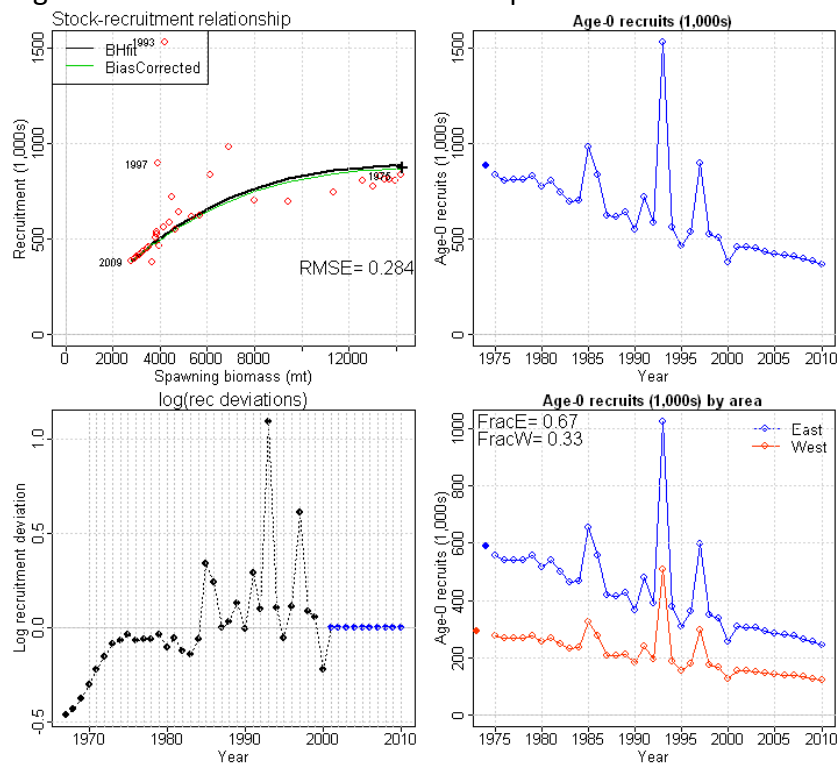 Stock-recruitment relationship
1993
BHfit
BiasCorrected
1997
1975
2009
RMSE= 0.284
Recruitment (1,000s)
0 500 1000 1500
0 2000 4000 6000 8000 12000
Spawning biomass (mt)
Age-0 recruits (1,000s)
Age-0 recruits (1,000s)
0 500 1000 1500
1975 1980 1985 1990 1995 2000 2005 2010
Year
log(rec deviations)
Log recruitment deviation
-0.5 0.0 0.5 1.0
1970 1980 1990 2000 2010
Year
Age-0 recruits (1,000s) by area
FracE= 0.67
FracW= 0.33
East
West
Age-0 recruits (1,000s)
0 200 400 600 800 1000
1975 1980 1985 1990 1995 2000 2005 2010
Year